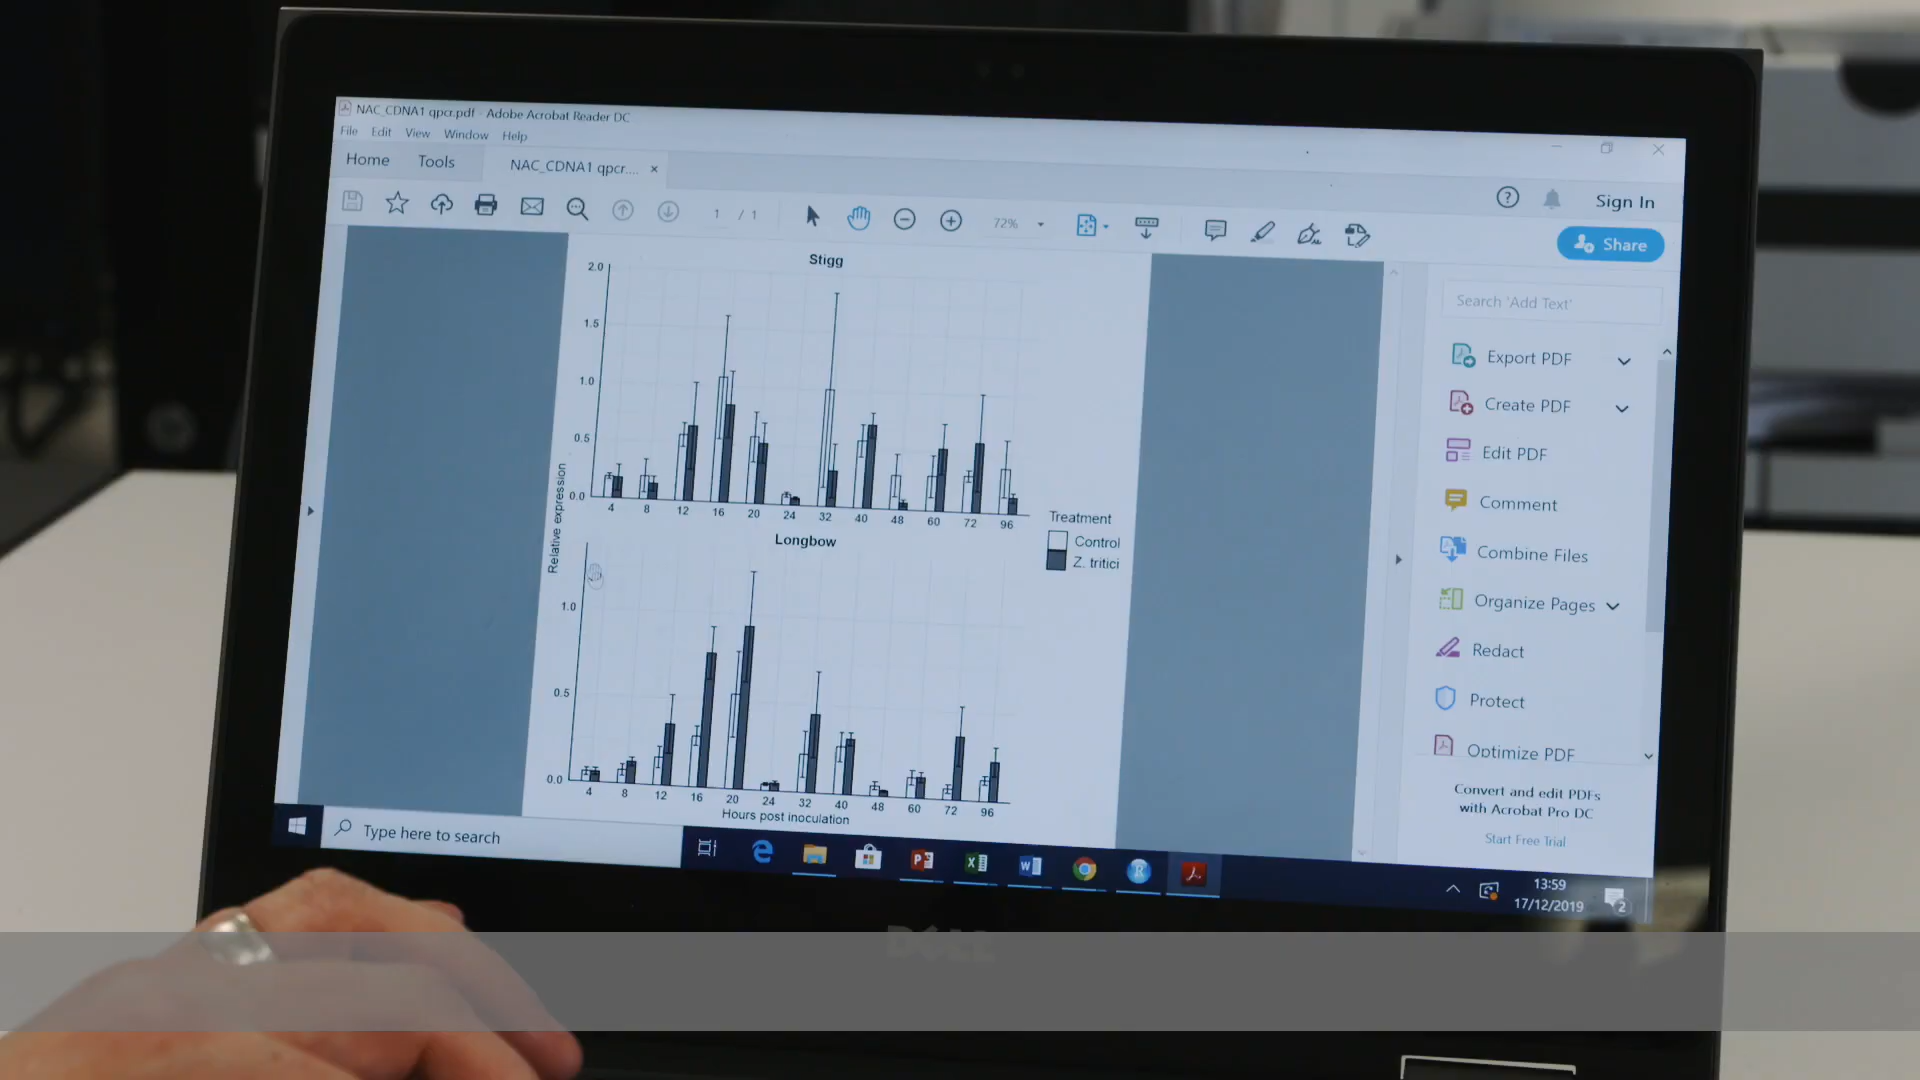 NAC_CDNA1 qpcr.pdf - Adobe Acrobat Reader DC
File Edit View Window Help
Home Tools NAC_CDNA1 qpcr.... ×
1 / 1 72%
Sign In
Share
Search 'Add Text'
Export PDF
Create PDF
Edit PDF
Comment
Combine Files
Organize Pages
Redact
Protect
Optimize PDF
Convert and edit PDFs
with Acrobat Pro DC
Start Free Trial
Stigg
2.0
1.5
1.0
0.5
0.0
4 8 12 16 20 24 32 40 48 60 72 96
Relative expression
Treatment
Control
Z. tritici
Longbow
1.0
0.5
0.0
4 8 12 16 20 24 32 40 48 60 72 96
Hours post inoculation
Type here to search
13:59
17/12/2019
2
DELL